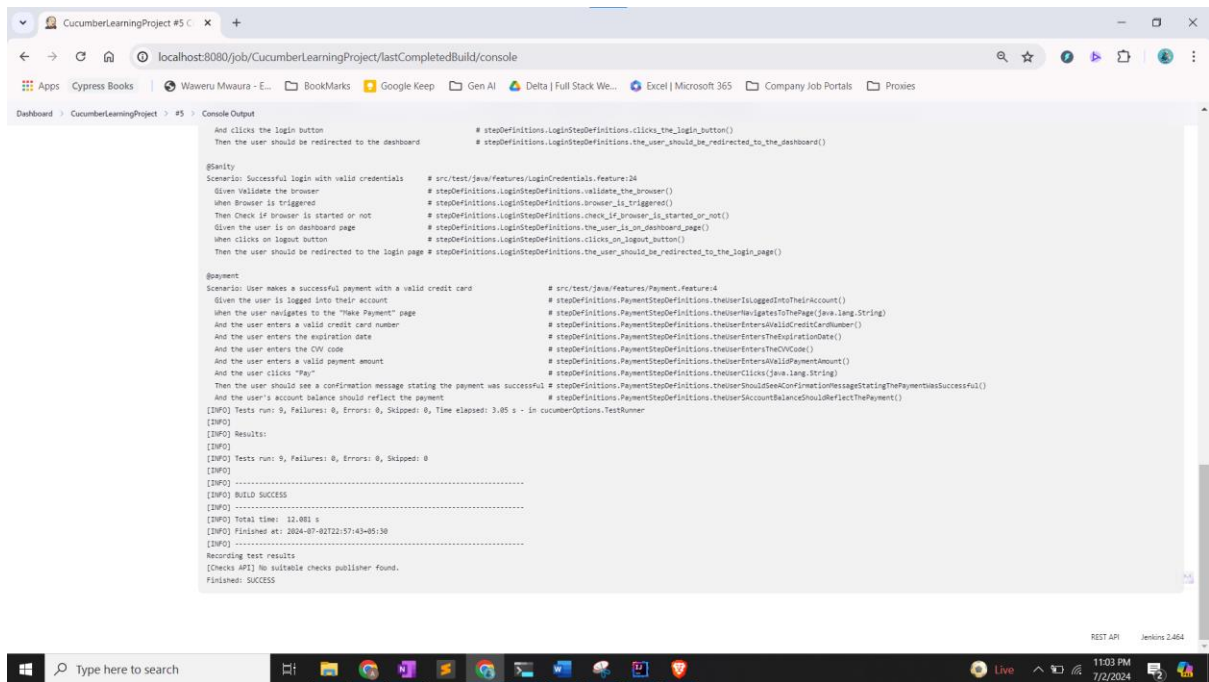 CucumberLearningProject #5 C
localhost:8080/job/CucumberLearningProject/lastCompletedBuild/console
Apps Cypress Books Waweru Mwaura - E... BookMarks Google Keep Gen AI Delta | Full Stack We... Excel | Microsoft 365 Company Job Portals Proxies
Dashboard > CucumberLearningProject > #5 > Console Output
And clicks the login button # stepDefinitions.LoginStepDefinitions.clicks_the_login_button()
Then the user should be redirected to the dashboard # stepDefinitions.LoginStepDefinitions.the_user_should_be_redirected_to_the_dashboard()
@Sanity
Scenario: Successful login with valid credentials # src/test/java/features/LoginCredentials.feature:24
Given Validate the browser # stepDefinitions.LoginStepDefinitions.validate_the_browser()
When Browser is triggered # stepDefinitions.LoginStepDefinitions.browser_is_triggered()
Then Check if browser is started or not # stepDefinitions.LoginStepDefinitions.check_if_browser_is_started_or_not()
Given the user is on dashboard page # stepDefinitions.LoginStepDefinitions.the_user_is_on_dashboard_page()
When clicks on logout button # stepDefinitions.LoginStepDefinitions.clicks_on_logout_button()
Then the user should be redirected to the login page # stepDefinitions.LoginStepDefinitions.the_user_should_be_redirected_to_the_login_page()
@payment
Scenario: User makes a successful payment with a valid credit card # src/test/java/features/Payment.feature:4
Given the user is logged into their account # stepDefinitions.PaymentStepDefinitions.theUserIsLoggedIntoTheirAccount()
When the user navigates to the "Make Payment" page # stepDefinitions.PaymentStepDefinitions.theUserNavigatesToThePage(java.lang.String)
And the user enters a valid credit card number # stepDefinitions.PaymentStepDefinitions.theUserEntersAValidCreditCardNumber()
And the user enters the expiration date # stepDefinitions.PaymentStepDefinitions.theUserEntersTheExpirationDate()
And the user enters the CVV code # stepDefinitions.PaymentStepDefinitions.theUserEntersTheCVVCode()
And the user enters a valid payment amount # stepDefinitions.PaymentStepDefinitions.theUserEntersAValidPaymentAmount()
And the user clicks "Pay" # stepDefinitions.PaymentStepDefinitions.theUserClicks(java.lang.String)
Then the user should see a confirmation message stating the payment was successful # stepDefinitions.PaymentStepDefinitions.theUserShouldSeeAConfirmationMessageStatingThePaymentWasSuccessful()
And the user's account balance should reflect the payment # stepDefinitions.PaymentStepDefinitions.theUserSAccountBalanceShouldReflectThePayment()
[INFO] Tests run: 9, Failures: 0, Errors: 0, Skipped: 0, Time elapsed: 3.05 s - in cucumberOptions.TestRunner
[INFO]
[INFO] Results:
[INFO]
[INFO] Tests run: 9, Failures: 0, Errors: 0, Skipped: 0
[INFO]
[INFO] ------------------------------------------------------------------------
[INFO] BUILD SUCCESS
[INFO] ------------------------------------------------------------------------
[INFO] Total time: 12.081 s
[INFO] Finished at: 2024-07-02T22:57:43+05:30
[INFO] ------------------------------------------------------------------------
Recording test results
[Checks API] No suitable checks publisher found.
Finished: SUCCESS
REST API Jenkins 2.464
Type here to search
Live
11:03 PM
7/2/2024